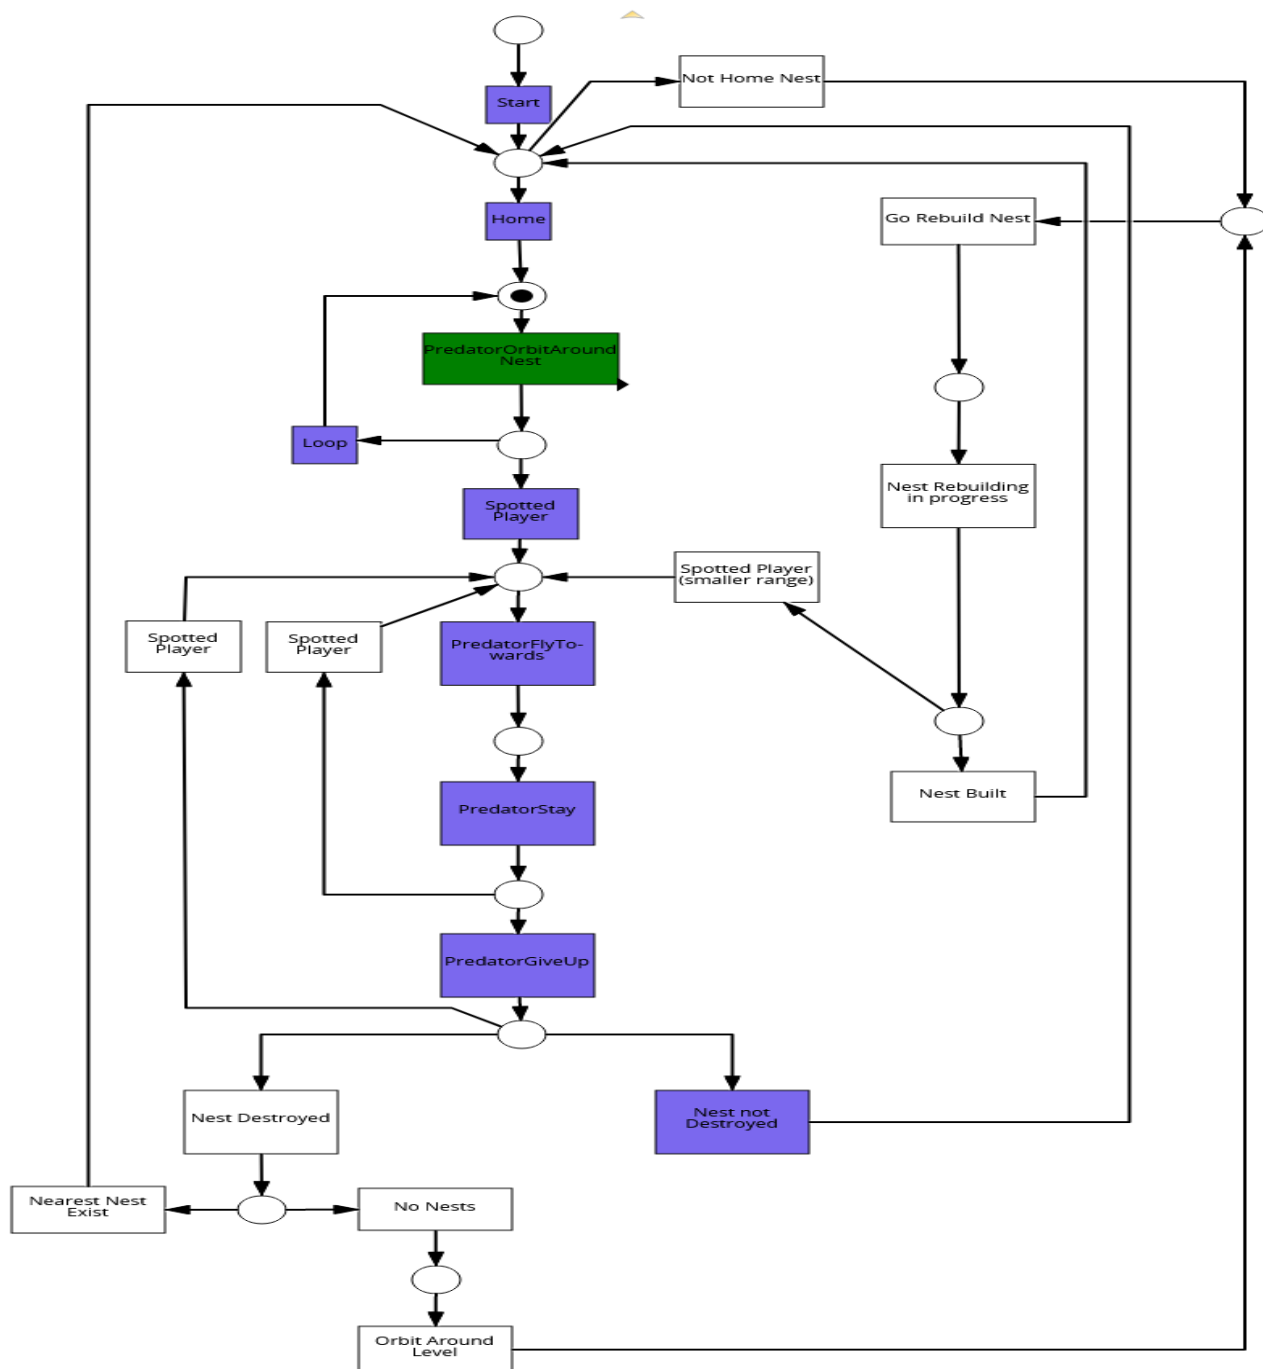 Not Home Nest
Start
Go Rebuild Nest
Home
PredatorOrbitAround
Nest
Loop
Nest Rebuilding
in progress
Spotted
Player
Spotted Player
(smaller range)
Spotted
Player
Spotted
Player
PredatorFlyTo-
wards
Nest Built
PredatorStay
PredatorGiveUp
Nest Destroyed
Nest not
Destroyed
Nearest Nest
Exist
No Nests
Orbit Around
Level